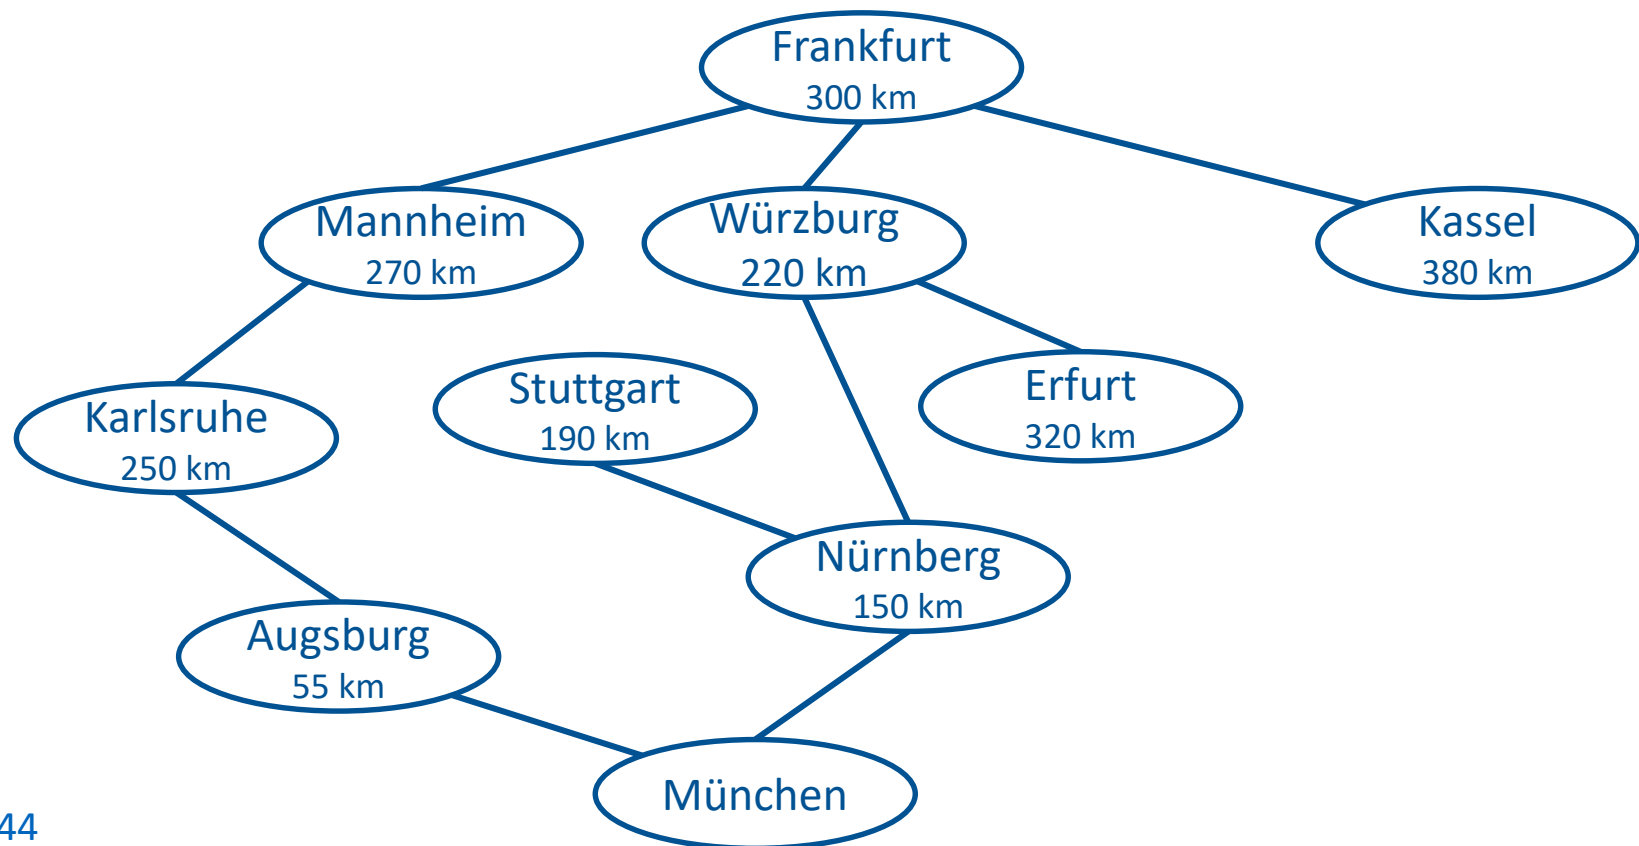 Frankfurt
300 km
Mannheim
270 km
Würzburg
220 km
Kassel
380 km
Karlsruhe
250 km
Stuttgart
190 km
Erfurt
320 km
Nürnberg
150 km
Augsburg
55 km
München
44